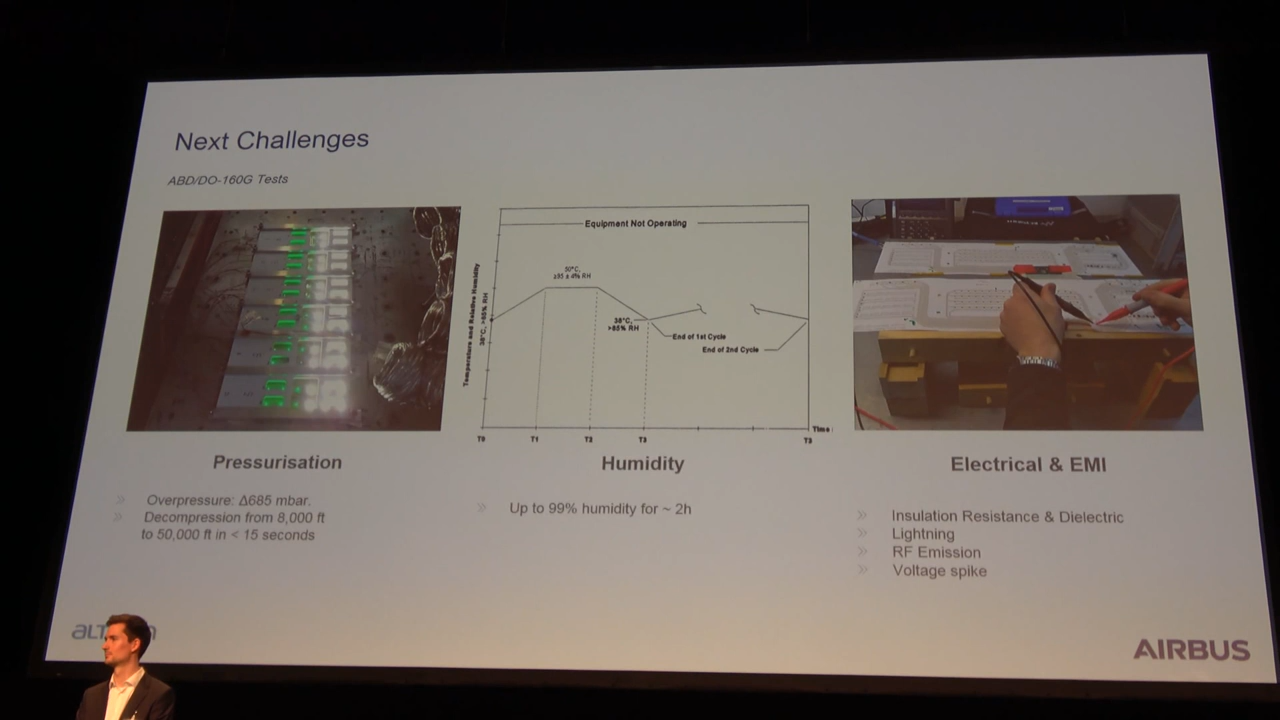 Next Challenges
ABD/DO-160G Tests
Equipment Not Operating
Temperature and Relative Humidity
38°C, >85% RH
50°C,
≥95 ± 4% RH
38°C,
>85% RH
End of 1st Cycle
End of 2nd Cycle
T0
T1
T2
T3
T3
Time
Pressurisation
Humidity
Electrical & EMI
» Overpressure: Δ685 mbar.
» Decompression from 8,000 ft
to 50,000 ft in < 15 seconds
» Up to 99% humidity for ~ 2h
» Insulation Resistance & Dielectric
» Lightning
» RF Emission
» Voltage spike
AIRBUS